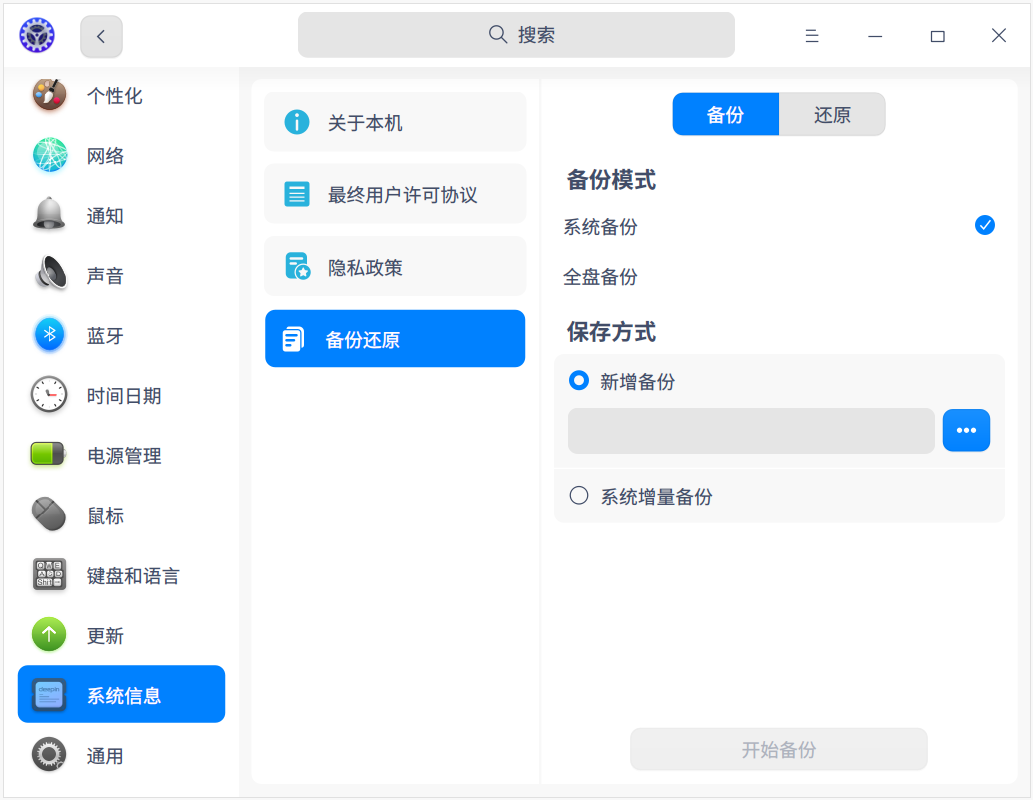 搜索
个性化
网络
通知
声音
蓝牙
时间日期
电源管理
鼠标
键盘和语言
更新
deepin
系统信息
通用
关于本机
最终用户许可协议
隐私政策
备份还原
备份
还原
备份模式
系统备份
全盘备份
保存方式
新增备份
系统增量备份
开始备份